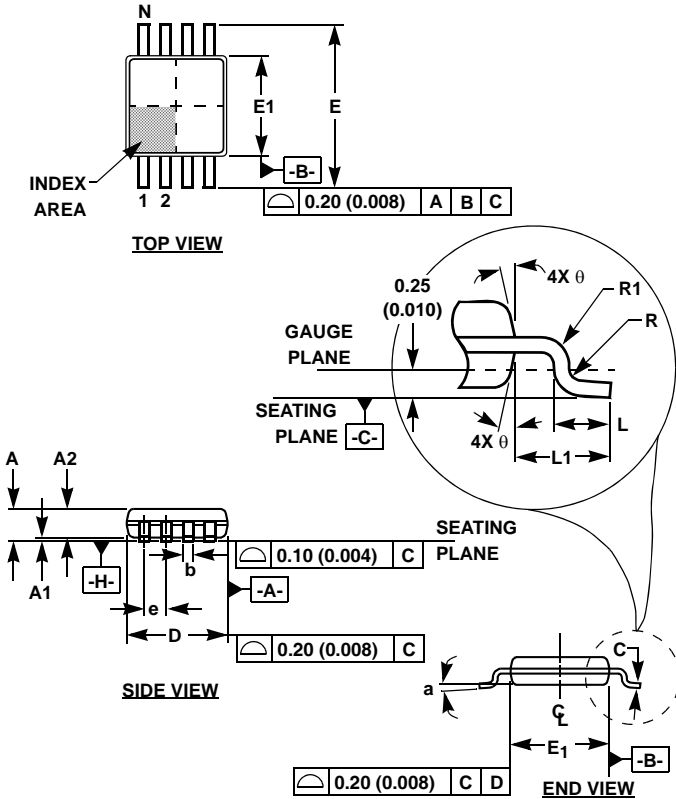 N
E1
E
-B-
INDEX
AREA
1 2
0.20 (0.008) A B C
TOP VIEW
0.25
(0.010)
4X θ
R1
R
GAUGE
PLANE
SEATING
PLANE -C-
4X θ
L
L1
A A2
SEATING
PLANE
A1
-H-
b
0.10 (0.004) C
e
-A-
D
0.20 (0.008) C
SIDE VIEW
C
a
CL
E1
-B-
0.20 (0.008) C D
END VIEW